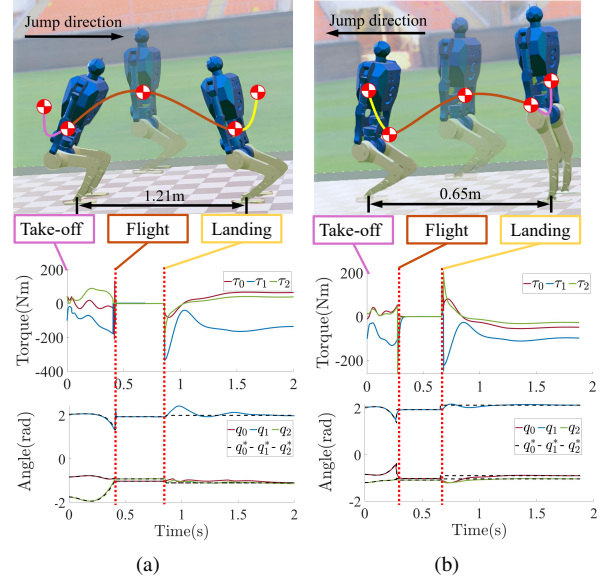 Jump direction
1.21m
Take-off
Flight
Landing
200
0
-200
-400
Torque(Nm)
τ₀ τ₁ τ₂
0
0.5
1
1.5
2
2
0
-2
Angle(rad)
q₀ q₁ q₂
q₀* q₁* q₂*
0
0.5
1
1.5
2
Time(s)
(a)
Jump direction
0.65m
Take-off
Flight
Landing
200
0
-200
Torque(Nm)
τ₀ τ₁ τ₂
0
0.5
1
1.5
2
2
0
-2
Angle(rad)
q₀ q₁ q₂
q₀* q₁* q₂*
0
0.5
1
1.5
2
Time(s)
(b)